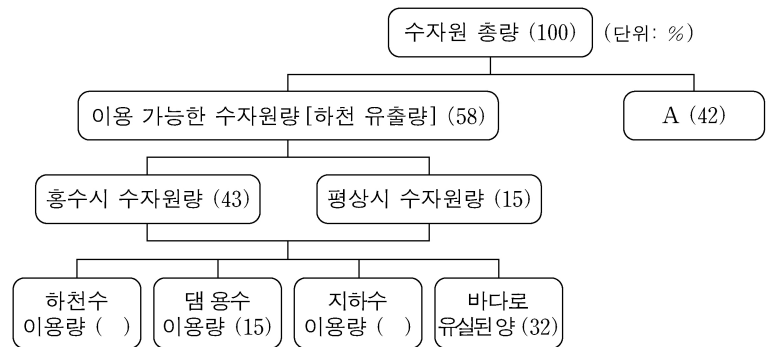 수자원 총량 (100) (단위: %)
이용 가능한 수자원량 [하천 유출량] (58)
A (42)
홍수시 수자원량 (43)
평상시 수자원량 (15)
하천수
이용량 ( )
댐 용수
이용량 (15)
지하수
이용량 ( )
바다로
유실된 양 (32)